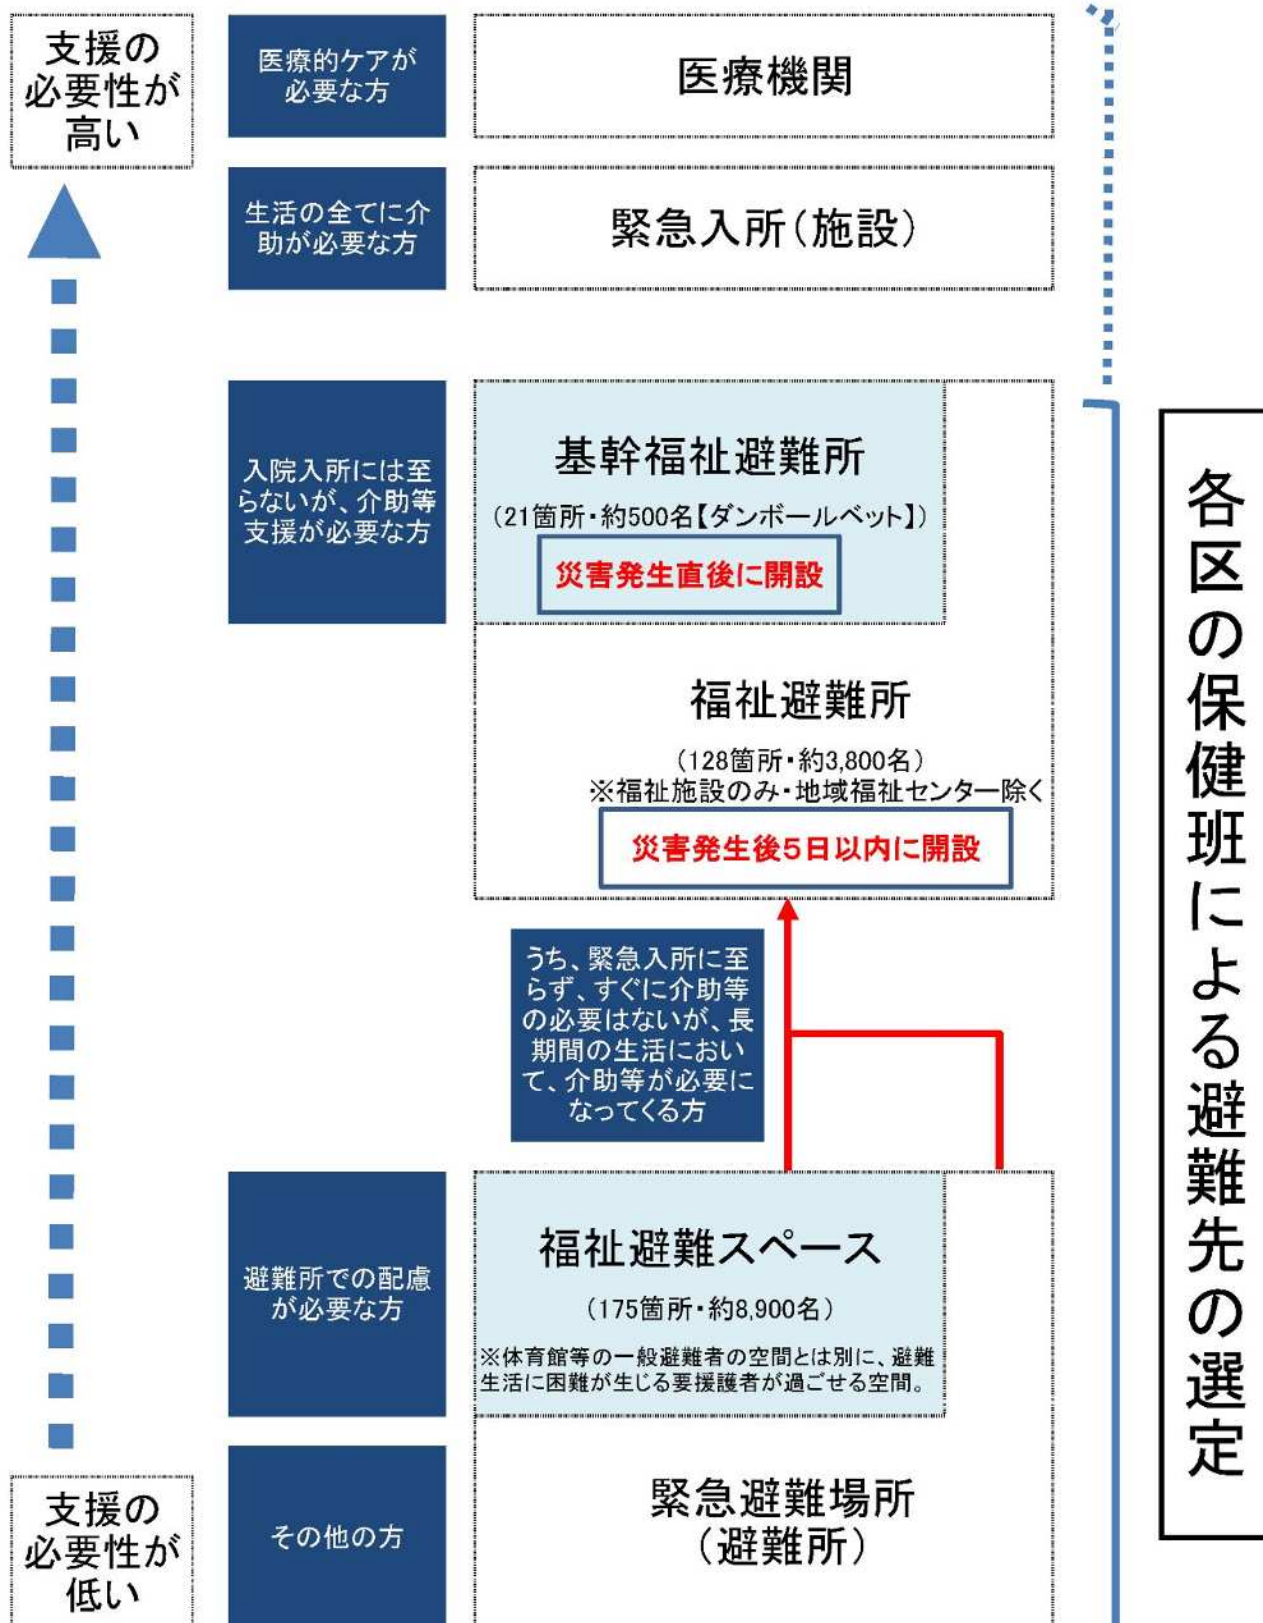 支援の
必要性が
高い
医療的ケアが
必要な方
医療機関
生活の全てに介
助が必要な方
緊急入所(施設)
入院入所には至
らないが、介助等
支援が必要な方
基幹福祉避難所
(21箇所・約500名【ダンボールベット】)
災害発生直後に開設
福祉避難所
(128箇所・約3,800名)
※福祉施設のみ・地域福祉センター除く
災害発生後5日以内に開設
うち、緊急入所に至
らず、すぐに介助等
の必要はないが、長
期間の生活におい
て、介助等が必要に
なってくる方
避難所での配慮
が必要な方
福祉避難スペース
(175箇所・約8,900名)
※体育館等の一般避難者の空間とは別に、避難
生活に困難が生じる要援護者が過ごせる空間。
支援の
必要性が
低い
その他の方
緊急避難場所
(避難所)
各区の保健班による避難先の選定